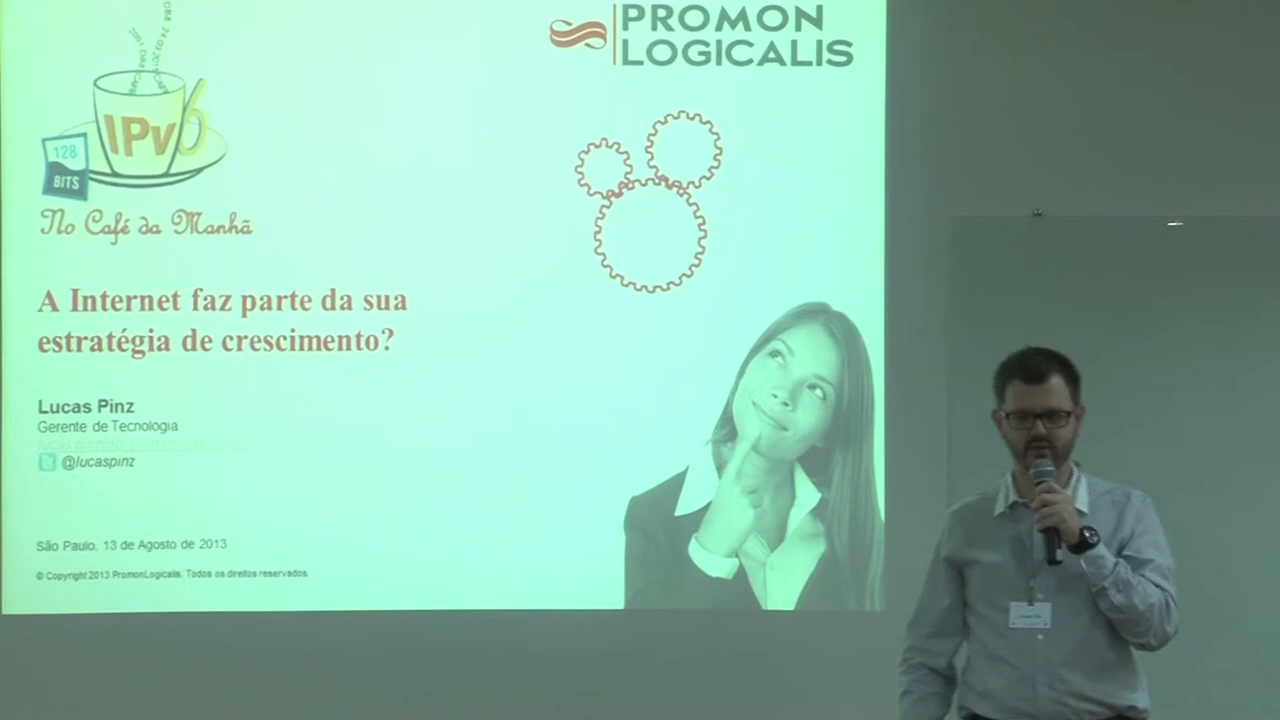 PROMON
LOGICALIS
IPv6
128
BITS
No Café da Manhã
A Internet faz parte da sua
estratégia de crescimento?
Lucas Pinz
Gerente de Tecnologia
@lucaspinz
São Paulo, 13 de Agosto de 2013
© Copyright 2013 PromonLogicalis. Todos os direitos reservados.